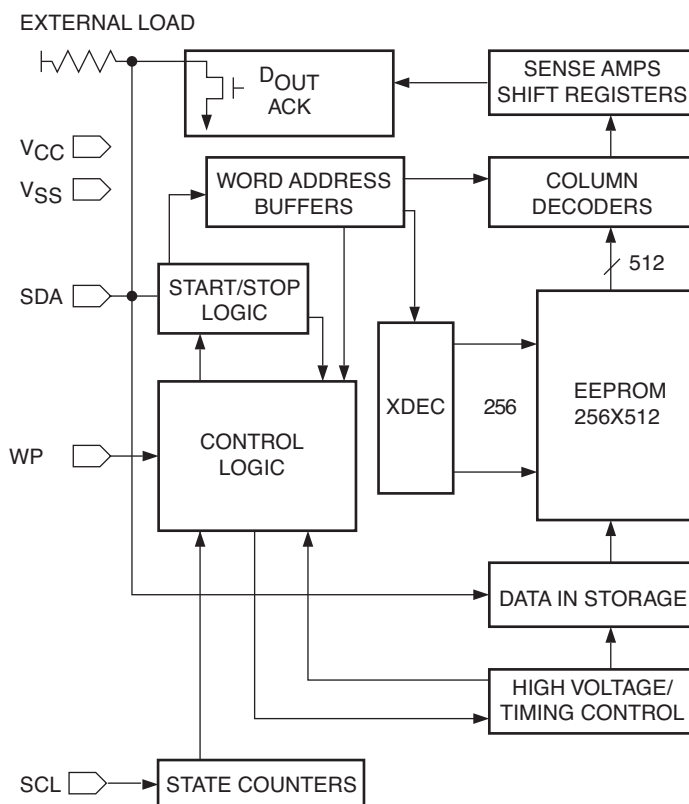 EXTERNAL LOAD
DOUT
ACK
SENSE AMPS
SHIFT REGISTERS
VCC
VSS
WORD ADDRESS
BUFFERS
COLUMN
DECODERS
512
SDA
START/STOP
LOGIC
XDEC
256
EEPROM
256X512
WP
CONTROL
LOGIC
DATA IN STORAGE
HIGH VOLTAGE/
TIMING CONTROL
SCL
STATE COUNTERS